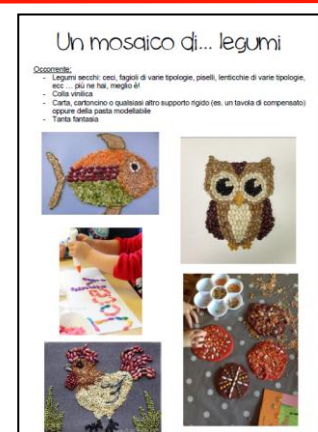 Un mosaico di... legumi
Occorrente:
- Legumi secchi: ceci, fagioli di varie tipologie, piselli, lenticchie di varie tipologie,
ecc ... più ne hai, meglio è!
- Colla vinilica
- Carta, cartoncino o qualsiasi altro supporto rigido (es. un tavola di compensato)
oppure della pasta modellabile
- Tanta fantasia